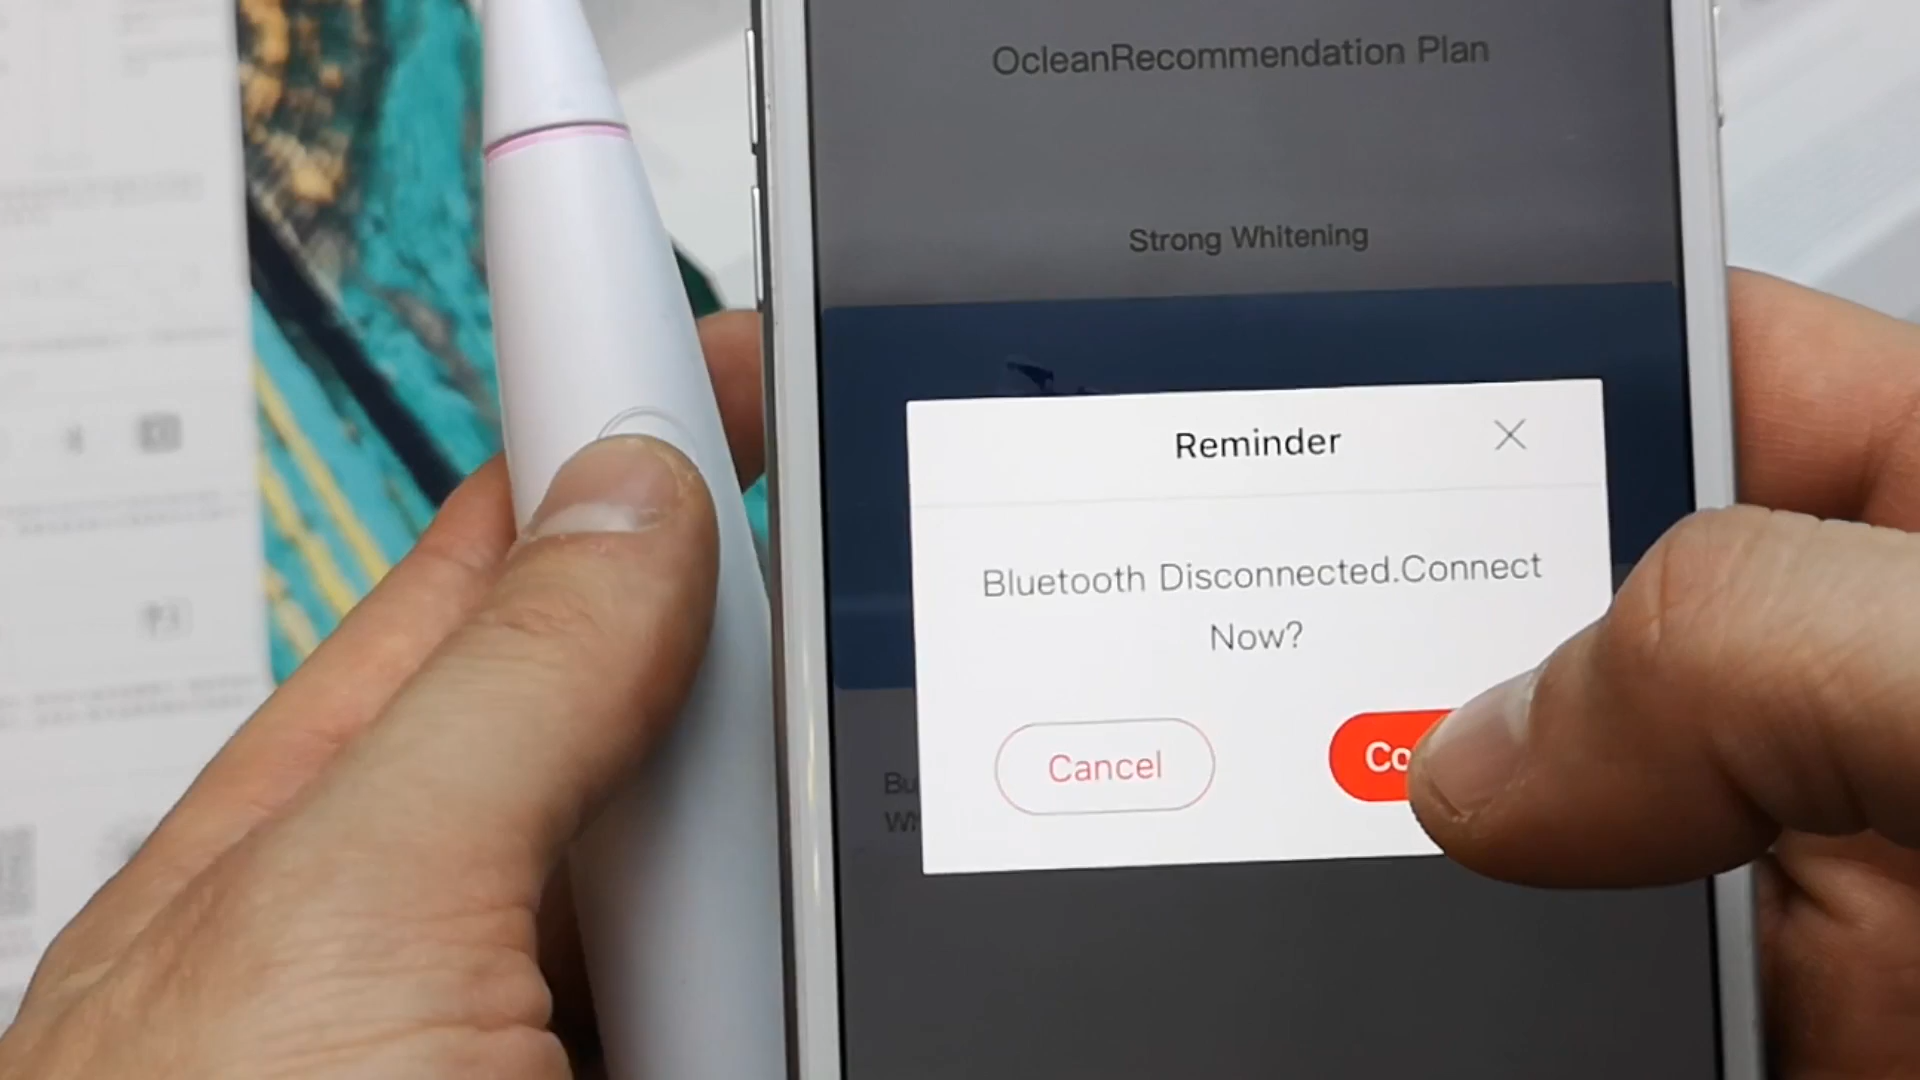 OcleanRecommendation Plan
Strong Whitening
Reminder
Bluetooth Disconnected.Connect
Now?
Cancel